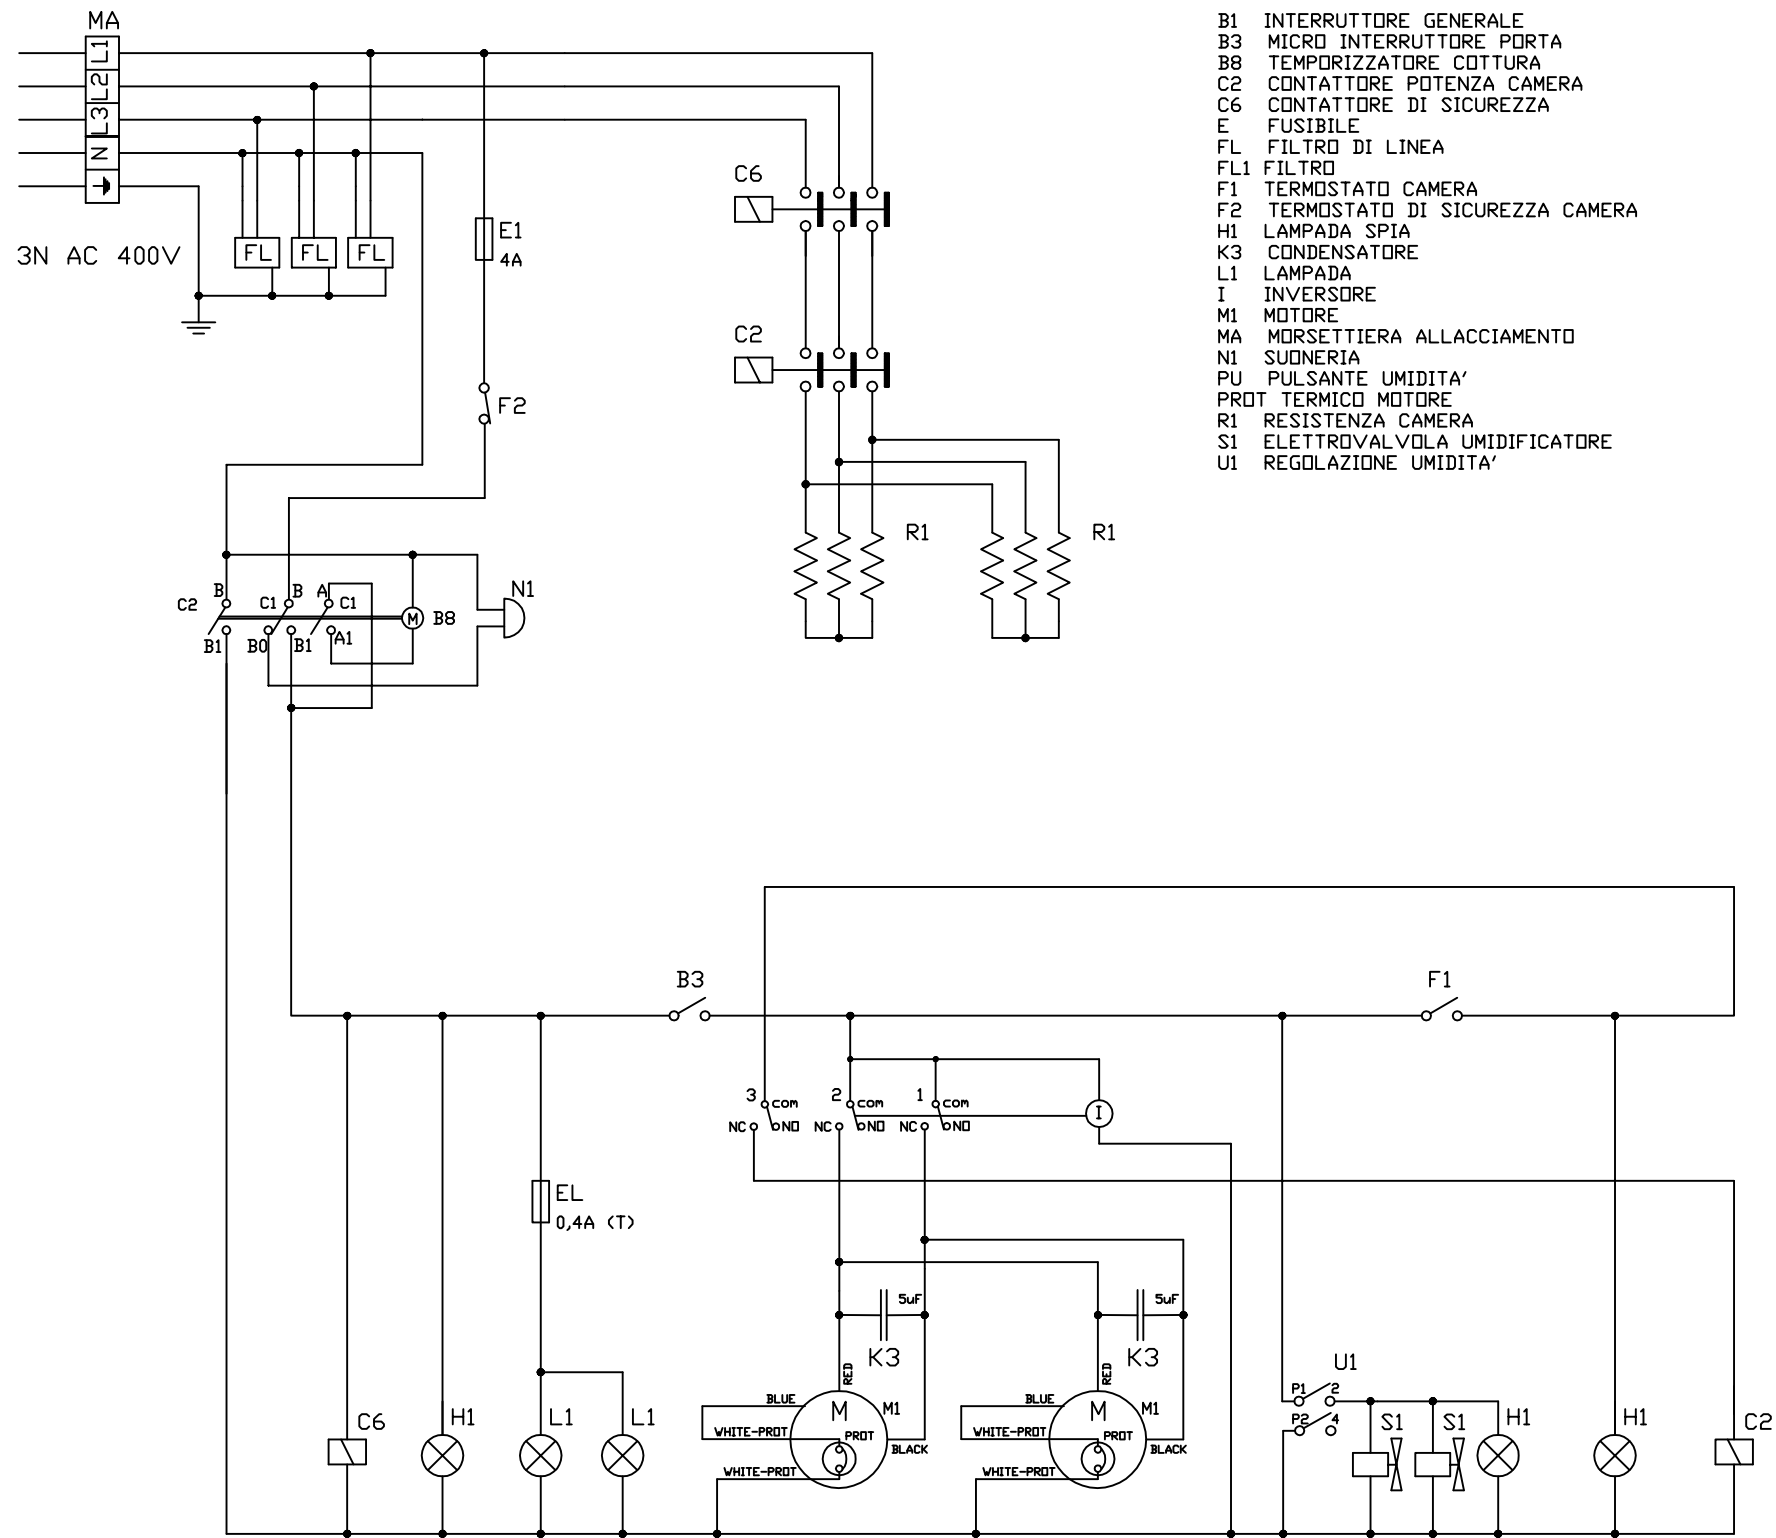 MA
L1
L2
L3
N
3N AC 400V
FL FL FL
E1
4A
F2
C6
C2
R1 R1
B1 INTERRUTTORE GENERALE
B3 MICRO INTERRUTTORE PORTA
B8 TEMPORIZZATORE COTTURA
C2 CONTATTORE POTENZA CAMERA
C6 CONTATTORE DI SICUREZZA
E FUSIBILE
FL FILTRO DI LINEA
FL1 FILTRO
F1 TERMOSTATO CAMERA
F2 TERMOSTATO DI SICUREZZA CAMERA
H1 LAMPADA SPIA
K3 CONDENSATORE
L1 LAMPADA
I INVERSORE
M1 MOTORE
MA MORSETTIERA ALLACCIAMENTO
N1 SUONERIA
PU PULSANTE UMIDITA'
PROT TERMICO MOTORE
R1 RESISTENZA CAMERA
S1 ELETTROVALVOLA UMIDIFICATORE
U1 REGOLAZIONE UMIDITA'
B B A N1
C2 C1 C1
M B8
B1 B0 B1 A1
B3 F1
3 COM 2 COM 1 COM
I
NC NO NC NO NC NO
EL
0,4A (T)
5uF 5uF
K3 K3
RED RED
U1
P1 2
P2 4
BLUE BLUE
M M1 M M1
WHITE-PROT PROT WHITE-PROT PROT
BLACK BLACK
WHITE-PROT WHITE-PROT
C6 H1 L1 L1 S1 S1 H1 H1 C2